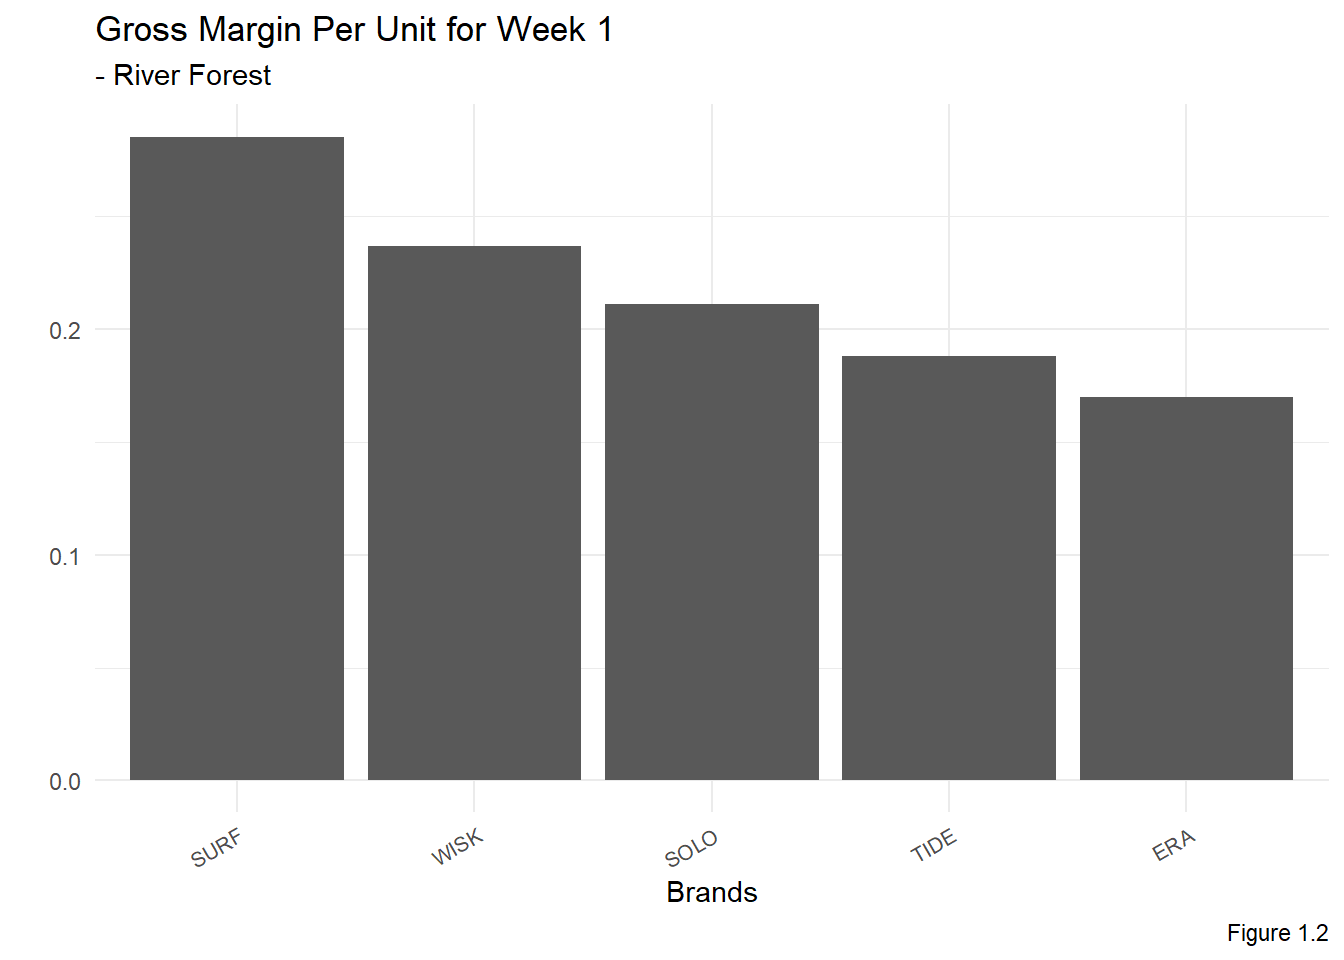 Gross Margin Per Unit for Week 1
- River Forest
0.2
0.1
0.0
SURF
WISK
SOLO
TIDE
ERA
Brands
Figure 1.2